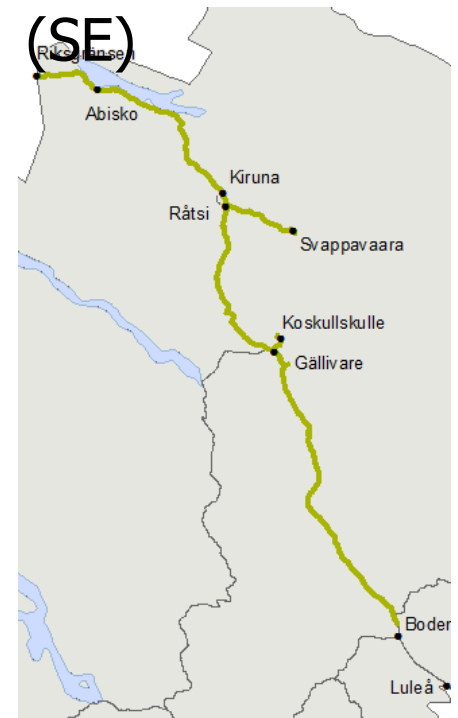 (SE)
Riksgränsen
Abisko
Kiruna
Råtsi
Svappavaara
Koskullskulle
Gällivare
Boden
Luleå